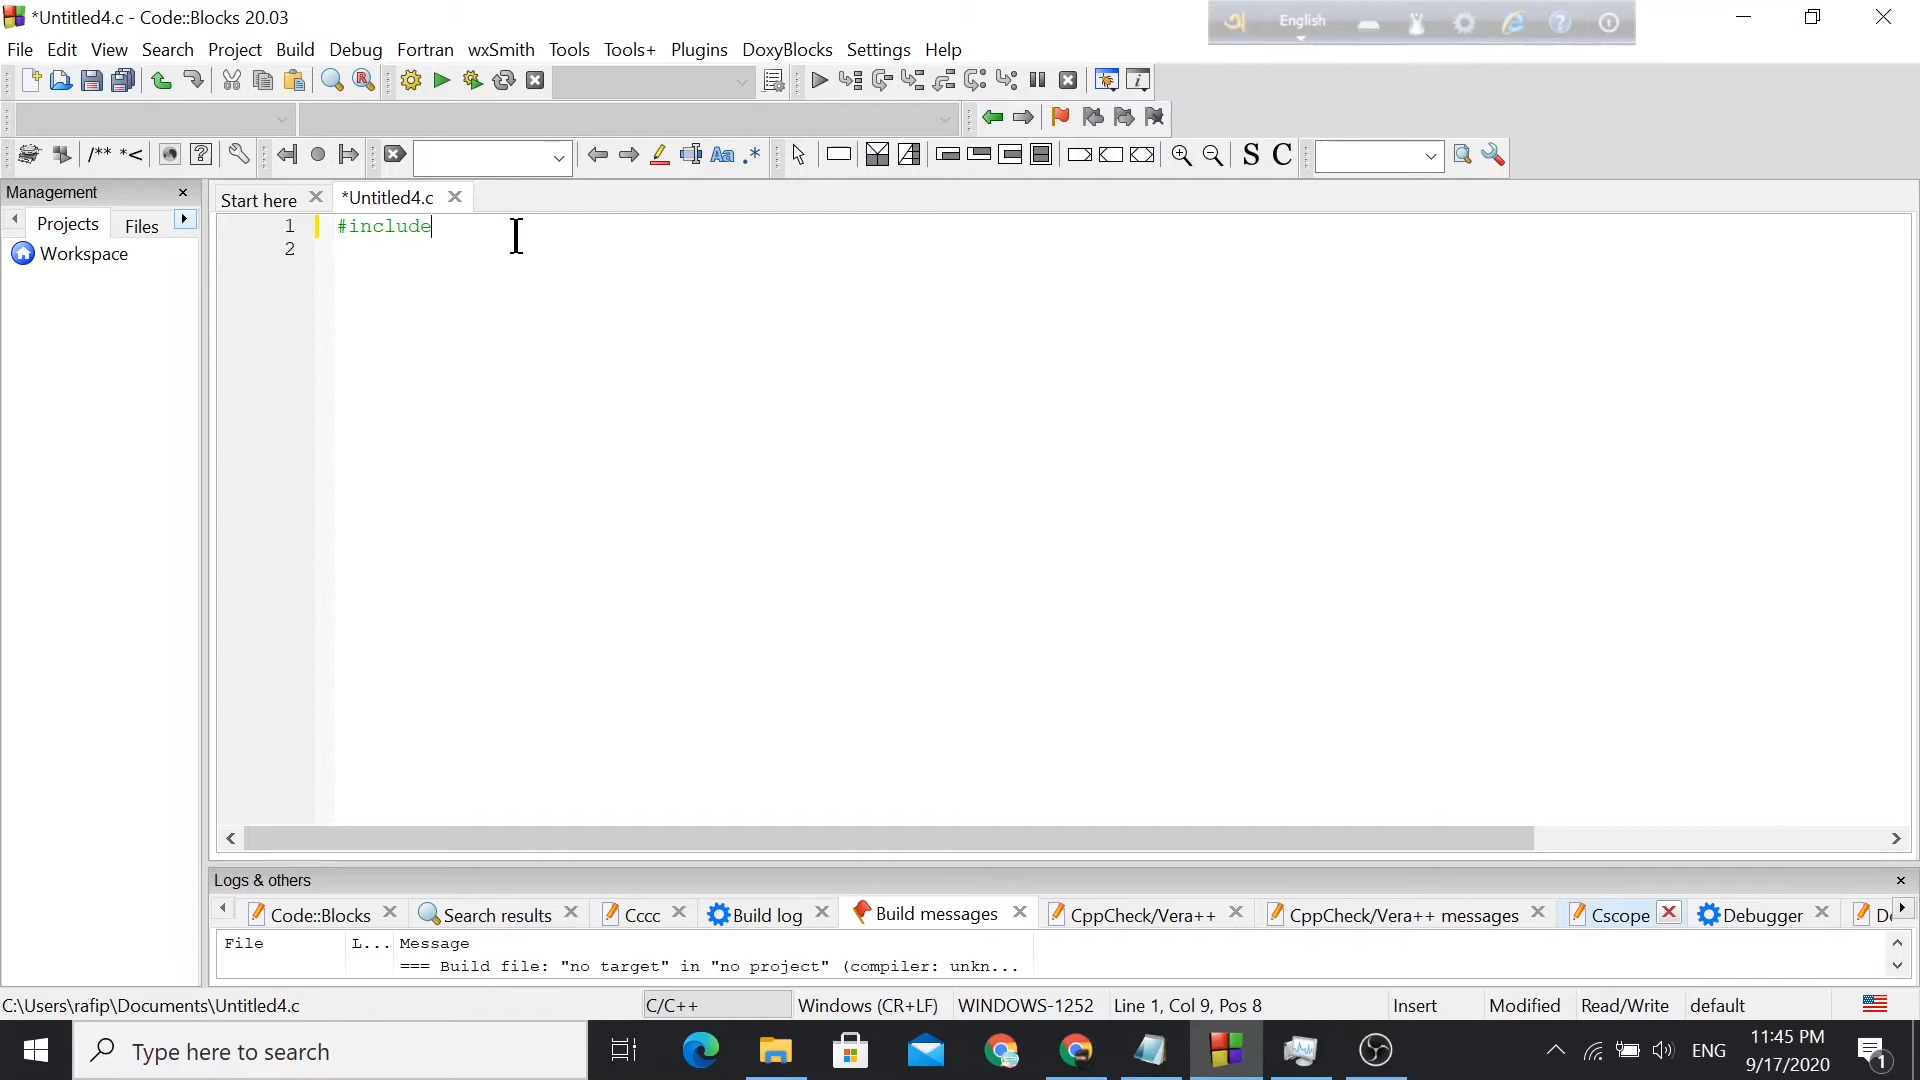 *Untitled4.c - Code::Blocks 20.03
অ English
File Edit View Search Project Build Debug Fortran wxSmith Tools Tools+ Plugins DoxyBlocks Settings Help
/** *< Aa .* S C
Management
Start here *Untitled4.c
Projects Files
1 #include
Workspace
2
Logs & others
Code::Blocks Search results Cccc Build log Build messages CppCheck/Vera++ CppCheck/Vera++ messages Cscope Debugger
File L... Message
=== Build file: "no target" in "no project" (compiler: unkn...
C:\Users\rafip\Documents\Untitled4.c C/C++ Windows (CR+LF) WINDOWS-1252 Line 1, Col 9, Pos 8 Insert Modified Read/Write default
Type here to search
ENG
11:45 PM
9/17/2020
1